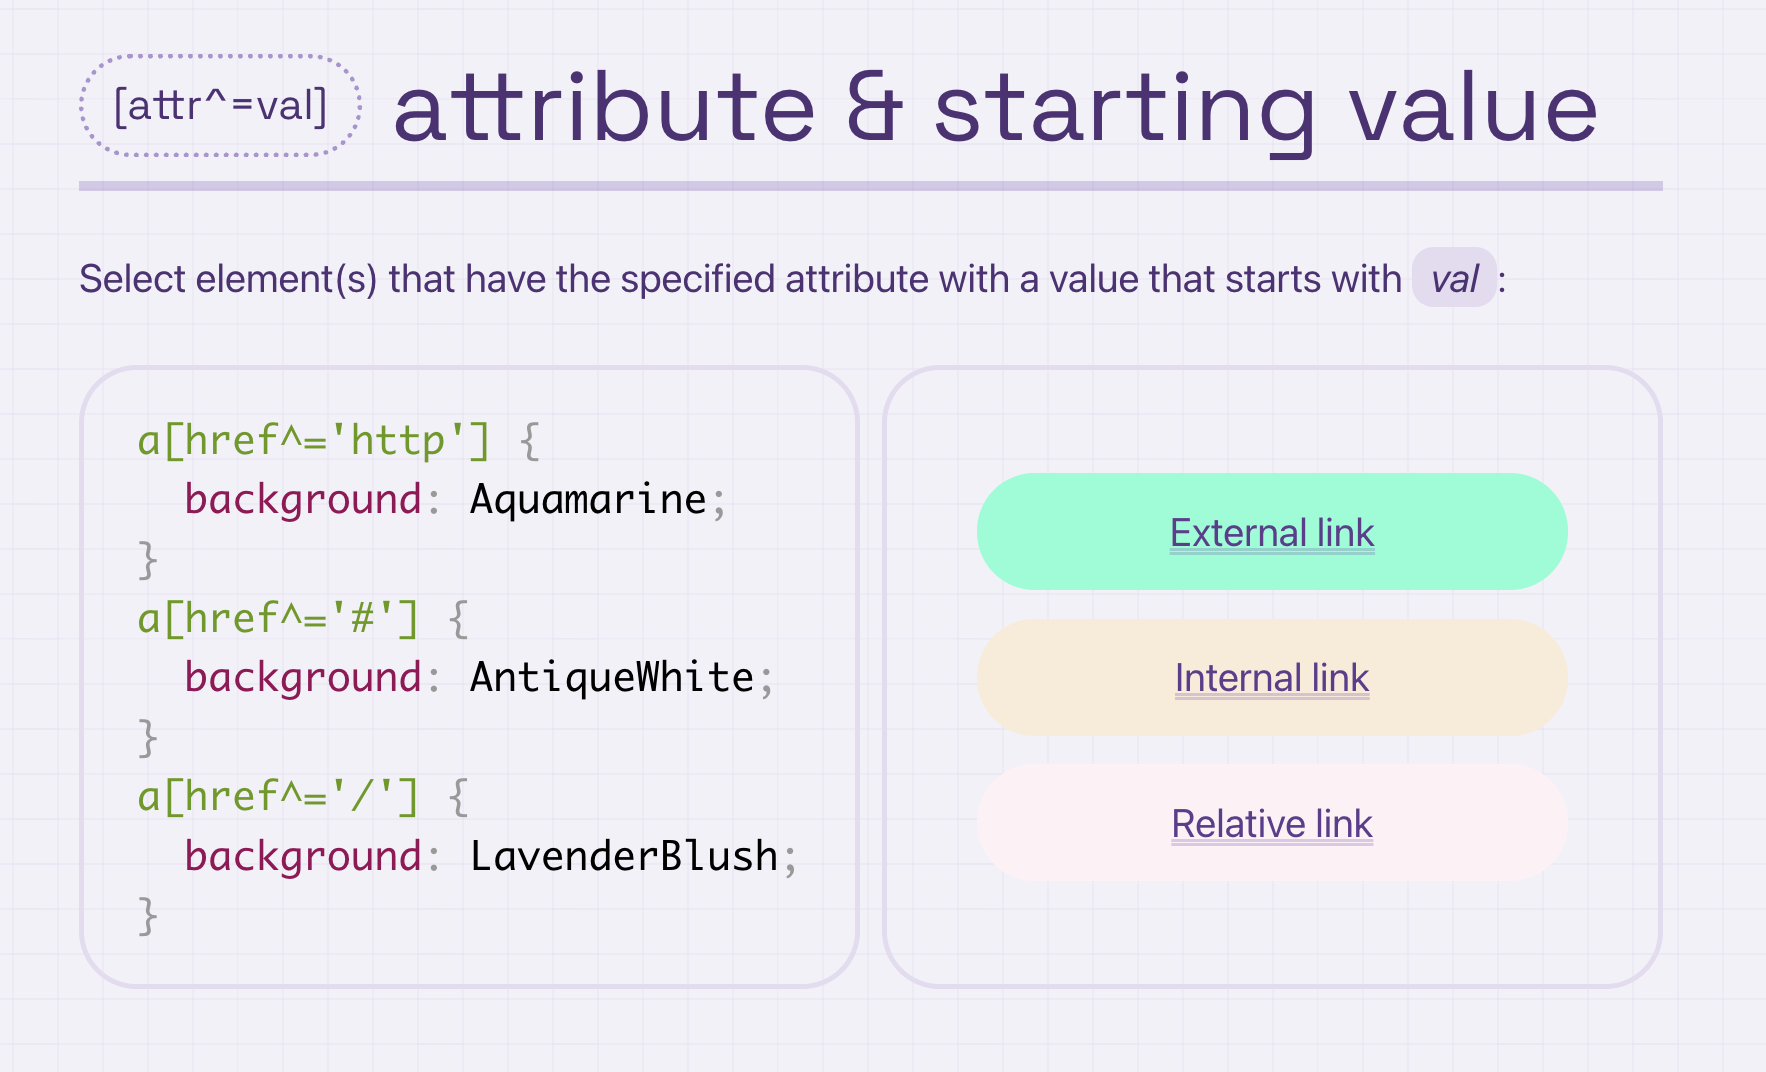 [attr^=val] attribute & starting value
Select element(s) that have the specified attribute with a value that starts with val:
a[href^='http'] {
  background: Aquamarine;
}
a[href^='#'] {
  background: AntiqueWhite;
}
a[href^='/'] {
  background: LavenderBlush;
}
External link
Internal link
Relative link